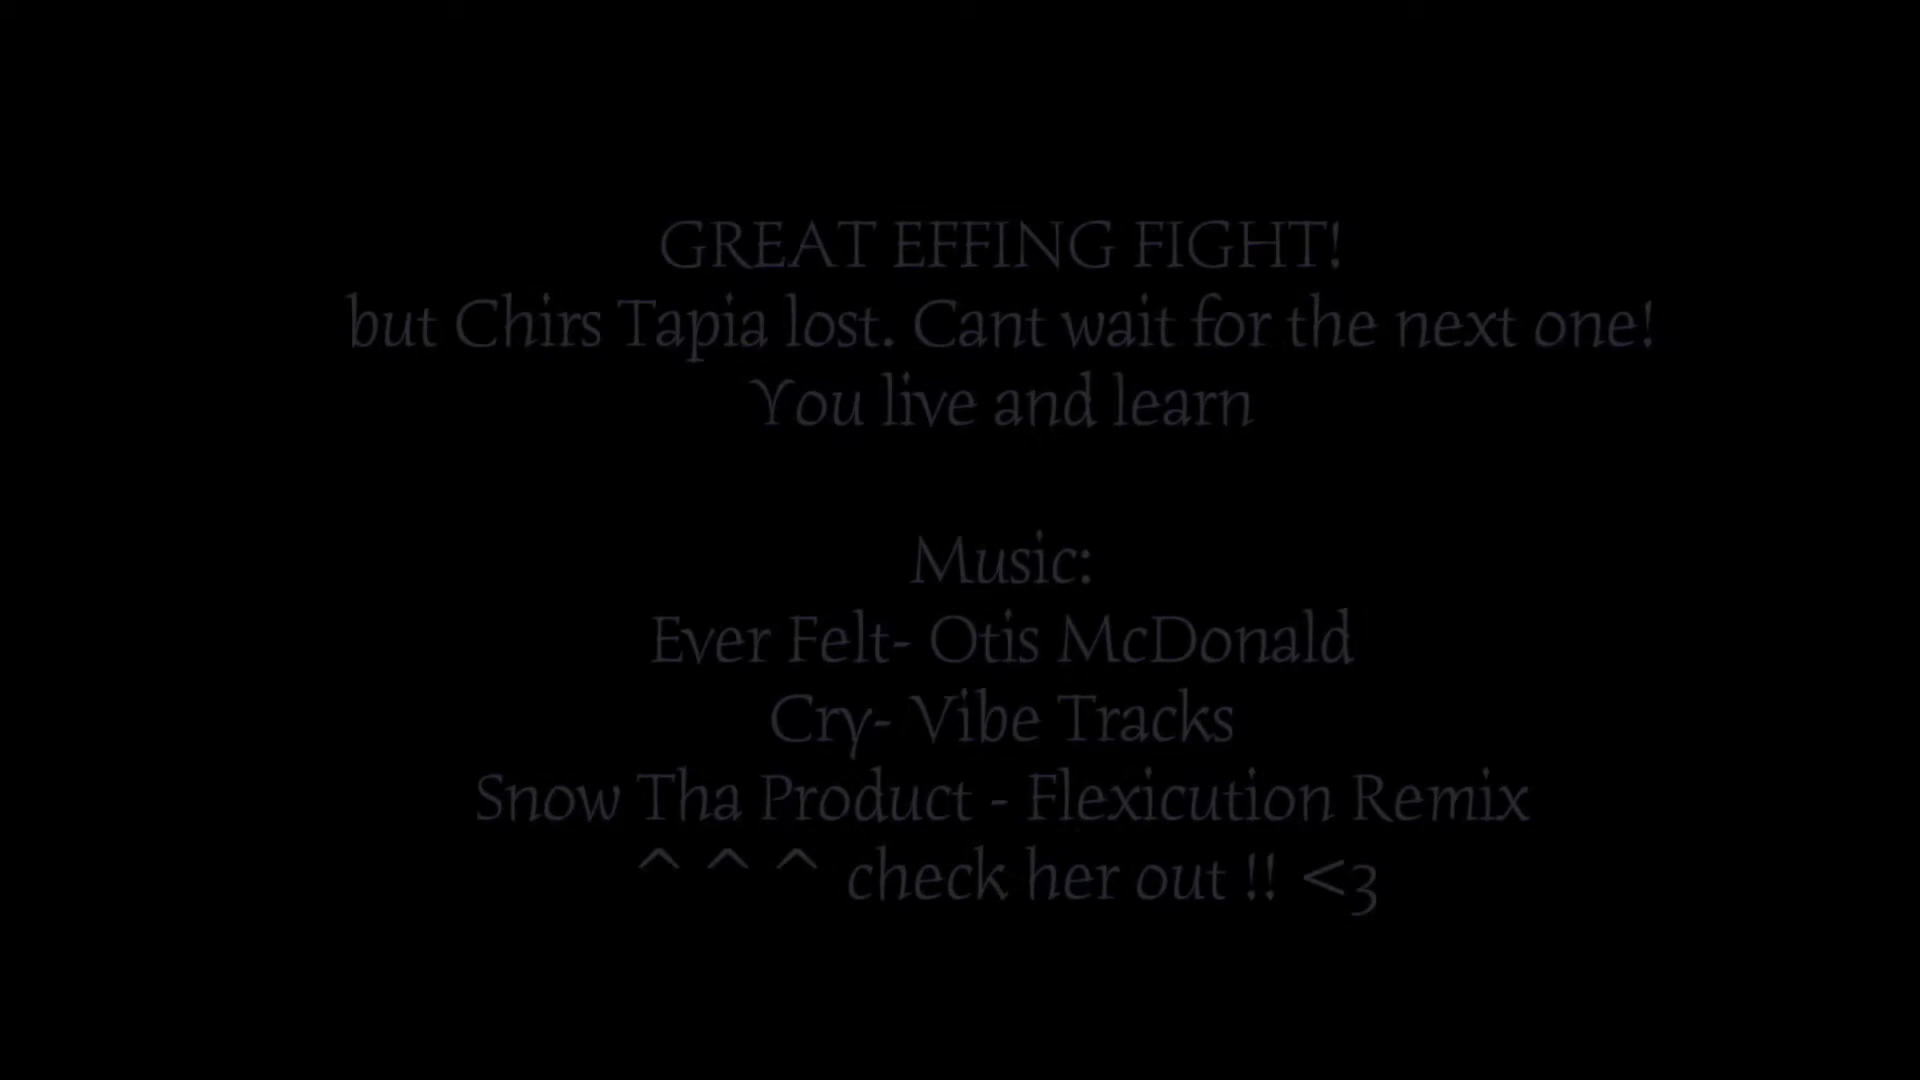 GREAT EFFING FIGHT!
but Chirs Tapia lost. Cant wait for the next one!
You live and learn
Music:
Ever Felt- Otis McDonald
Cry- Vibe Tracks
Snow Tha Product - Flexicution Remix
^ ^ ^ check her out !! <3